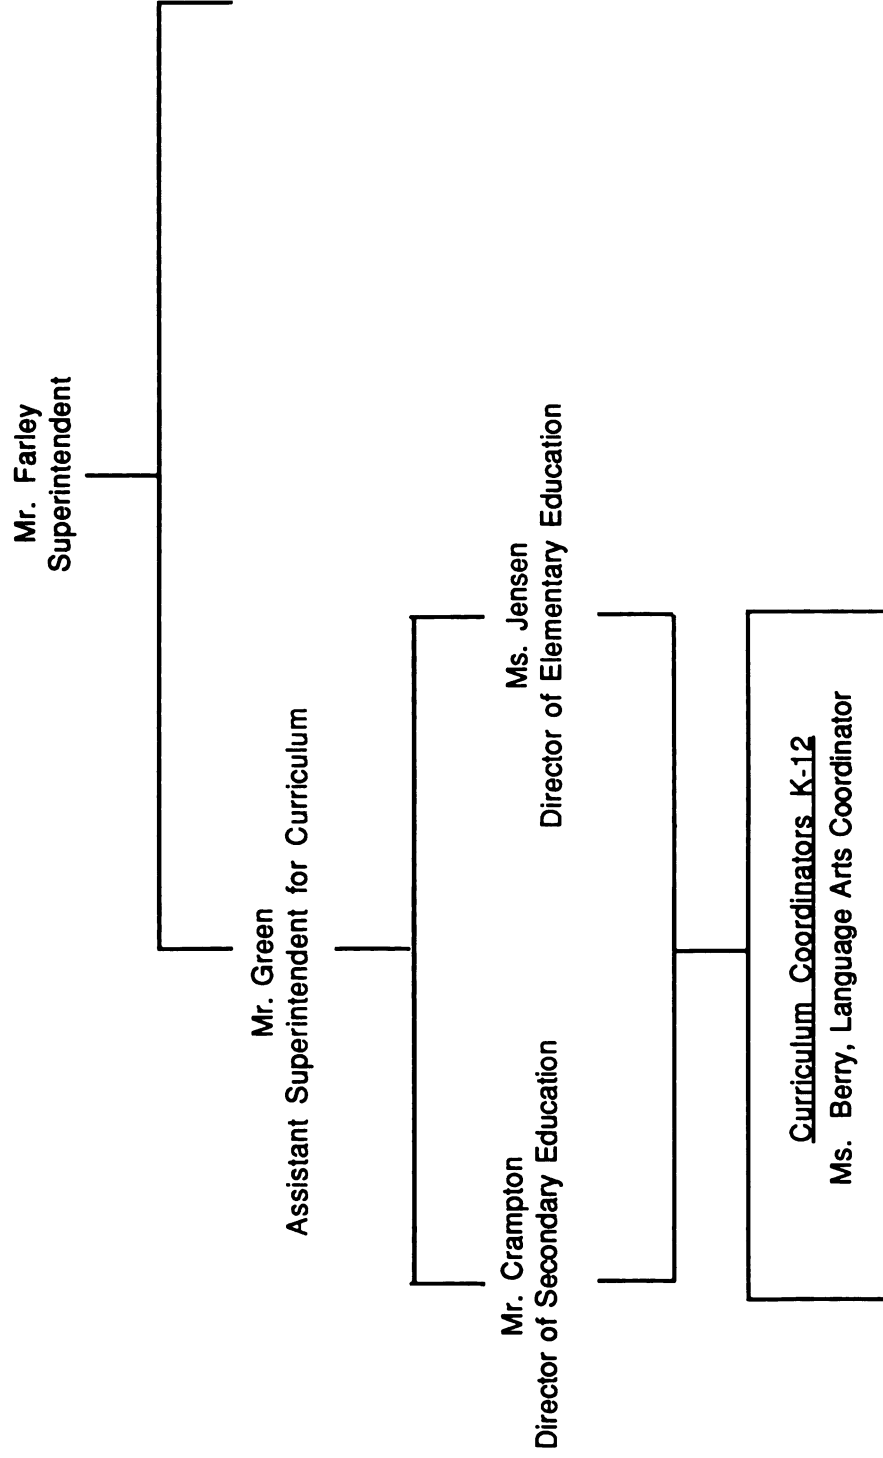 Mr. Farley
Superintendent
Mr. Green
Assistant Superintendent for Curriculum
Mr. Crampton
Director of Secondary Education
Ms. Jensen
Director of Elementary Education
Curriculum Coordinators K-12
Ms. Berry, Language Arts Coordinator